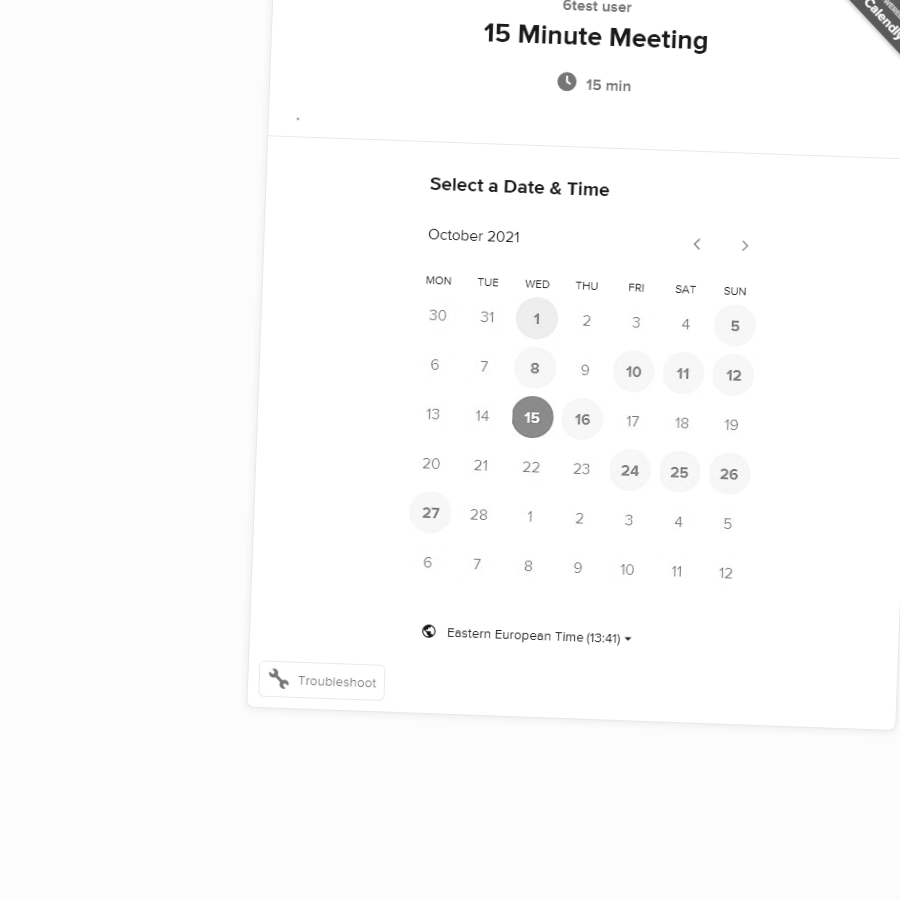 6test user
15 Minute Meeting
15 min
.
Select a Date & Time
October 2021
MON TUE WED THU FRI SAT SUN
30 31 1 2 3 4 5
6 7 8 9 10 11 12
13 14 15 16 17 18 19
20 21 22 23 24 25 26
27 28 1 2 3 4 5
6 7 8 9 10 11 12
Eastern European Time (13:41)
Troubleshoot
Calendly